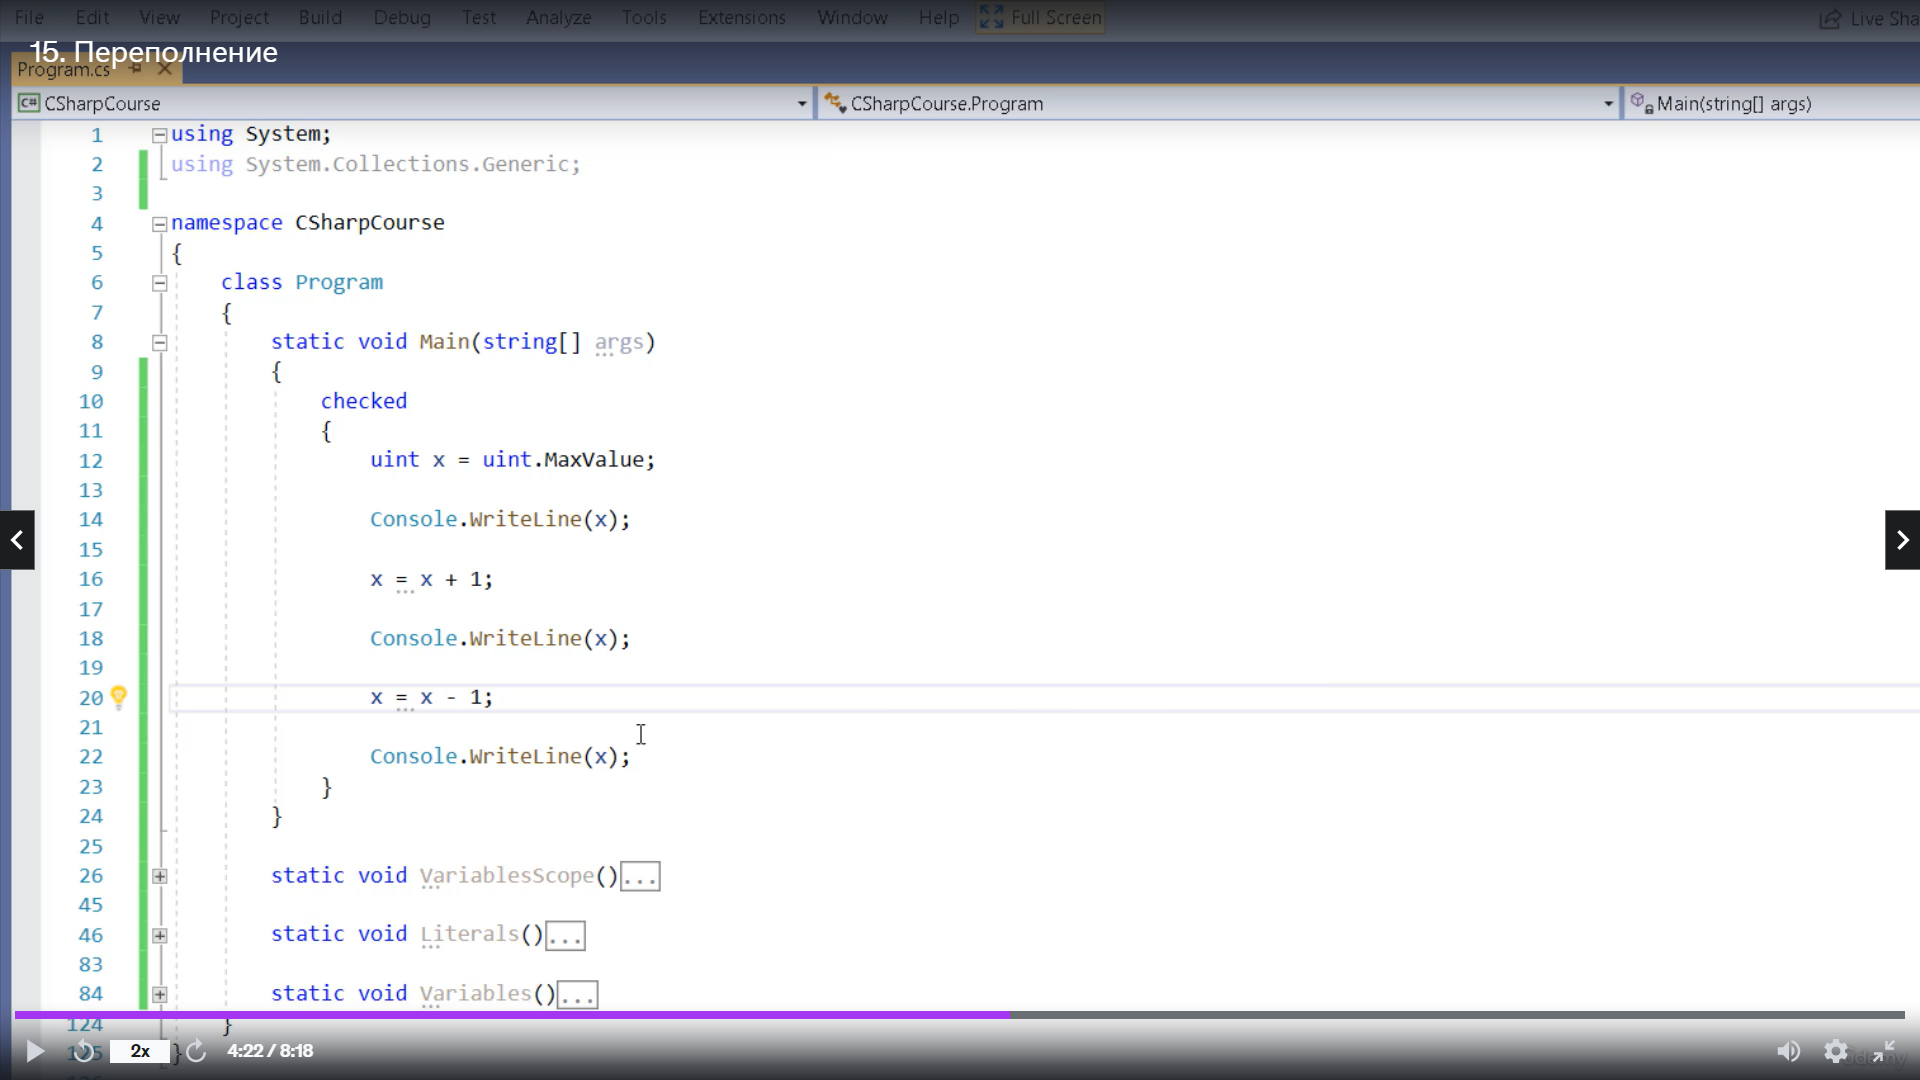 File Edit View Project Build Debug Test Analyze Tools Extensions Window Help Full Screen Live Sha
15. Переполнение
Program.cs
C# CSharpCourse CSharpCourse.Program Main(string[] args)
1 using System;
2 using System.Collections.Generic;
3
4 namespace CSharpCourse
5 {
6 class Program
7 {
8 static void Main(string[] args)
9 {
10 checked
11 {
12 uint x = uint.MaxValue;
13
14 Console.WriteLine(x);
15
16 x = x + 1;
17
18 Console.WriteLine(x);
19
20 x = x - 1;
21
22 Console.WriteLine(x);
23 }
24 }
25
26 static void VariablesScope()...
45
46 static void Literals()...
83
84 static void Variables()...
124 }
125 }
2x 4:22 / 8:18 Udemy